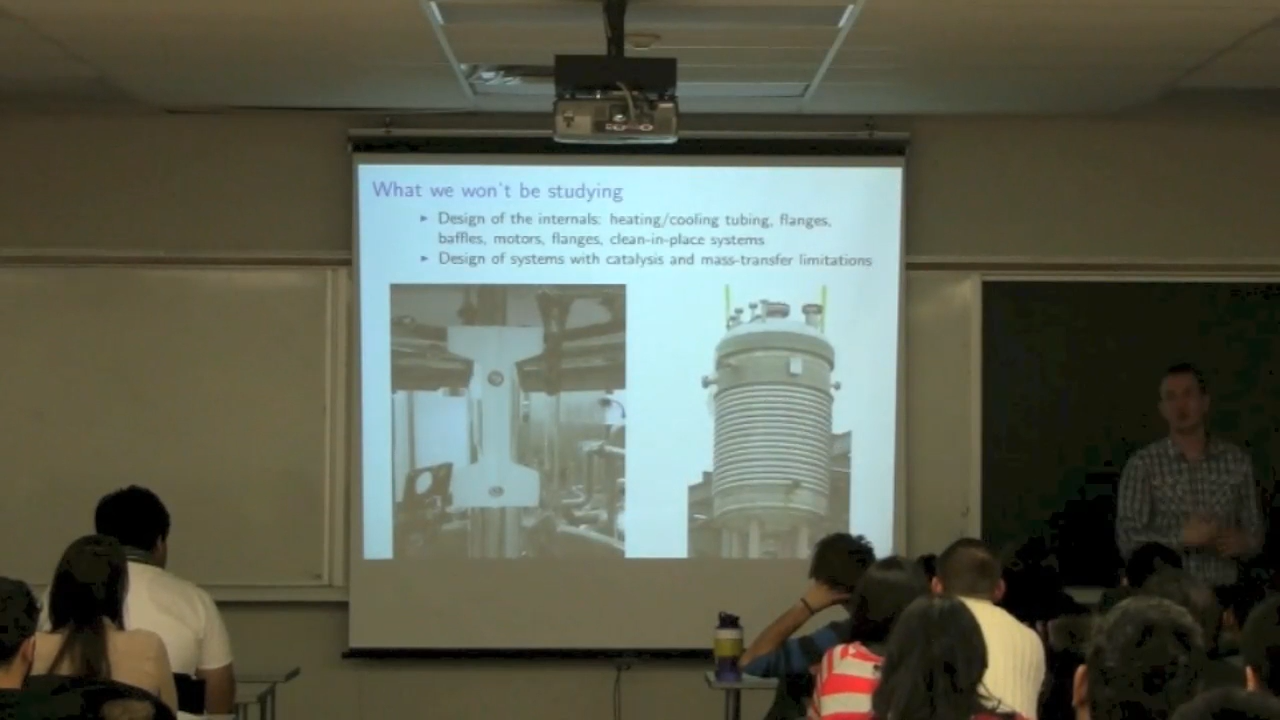 What we won't be studying
▸ Design of the internals: heating/cooling tubing, flanges,
baffles, motors, flanges, clean-in-place systems
▸ Design of systems with catalysis and mass-transfer limitations